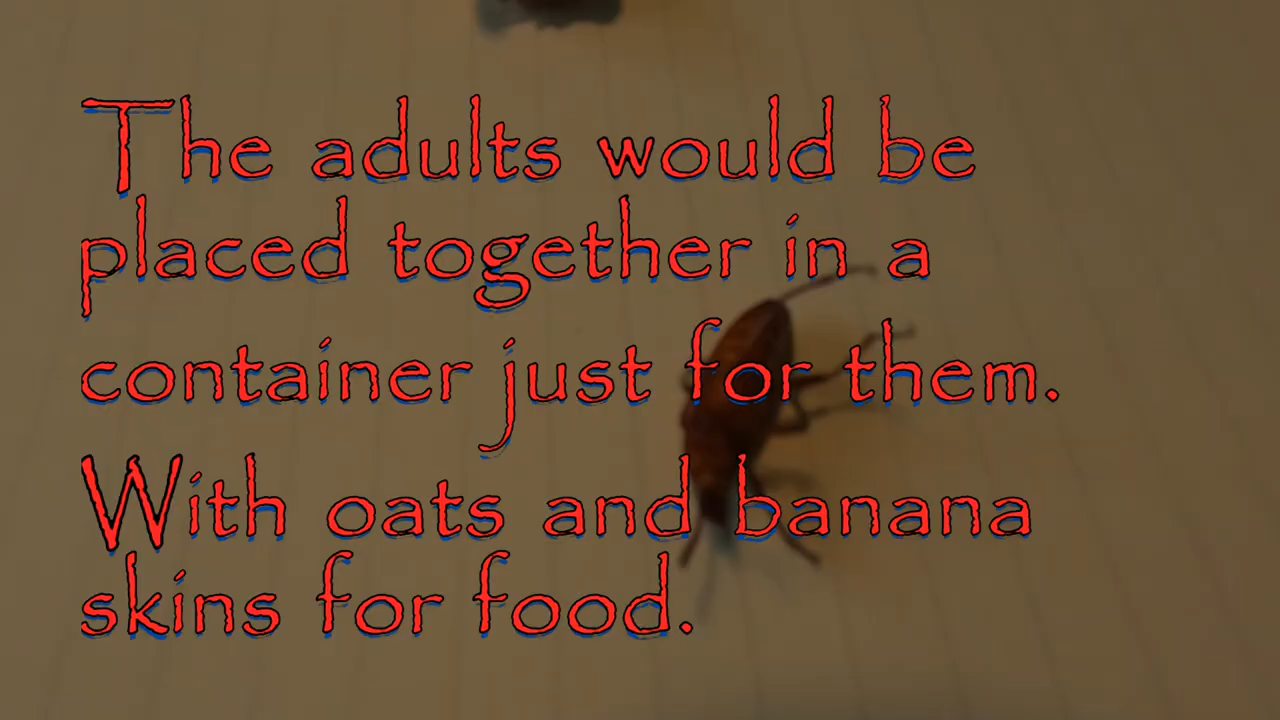 The adults would be
placed together in a
container just for them.
With oats and banana
skins for food.